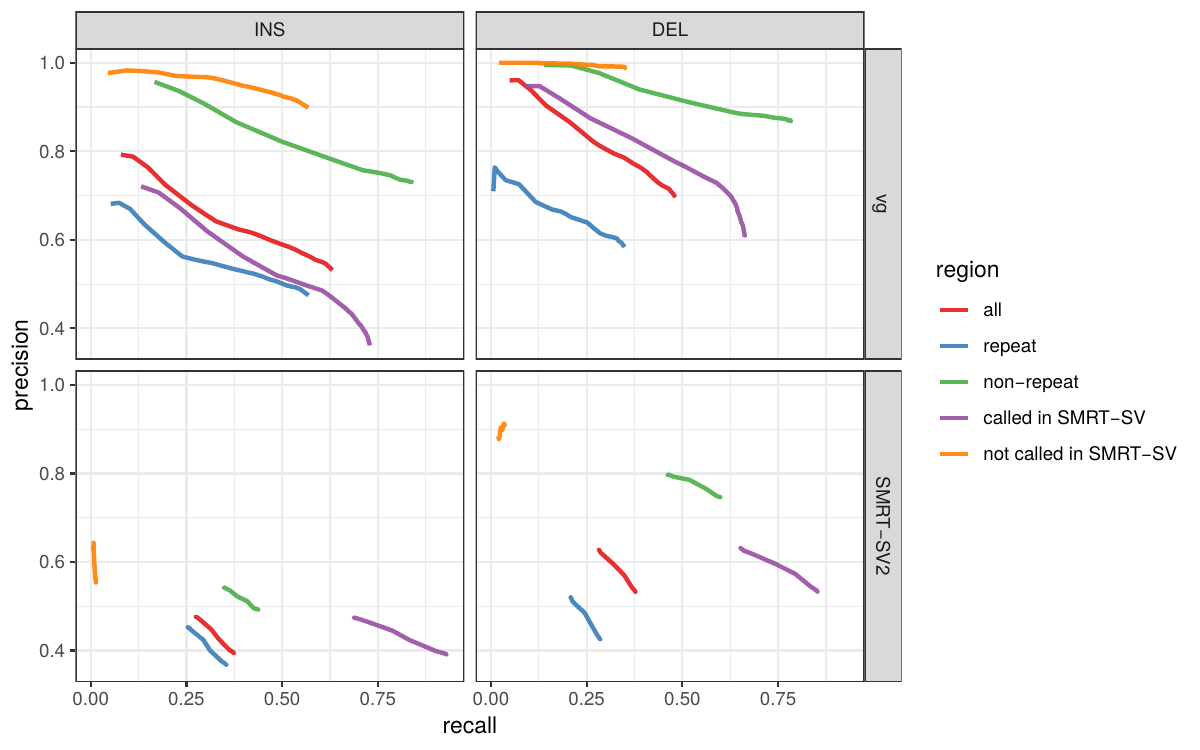 INS
DEL
1.0
0.8
0.6
0.4
vg
1.0
0.8
0.6
0.4
SMRT−SV2
0.00
0.25
0.50
0.75
0.00
0.25
0.50
0.75
recall
precision
region
all
repeat
non−repeat
called in SMRT−SV
not called in SMRT−SV